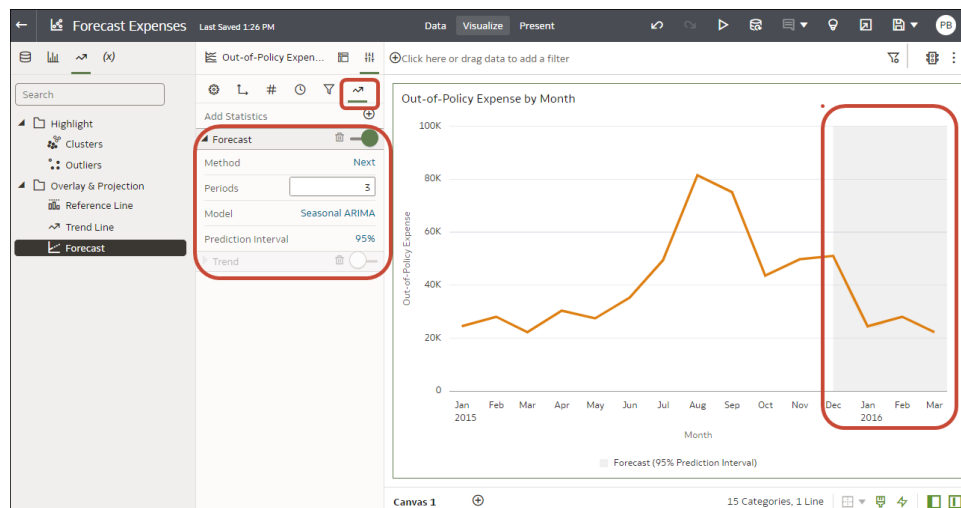 Forecast Expenses Last Saved 1:26 PM Data Visualize Present PB
(x) Out-of-Policy Expen... Click here or drag data to add a filter
Search
Highlight
Clusters
Outliers
Overlay & Projection
Reference Line
Trend Line
Forecast
#
Add Statistics
Forecast
Method Next
Periods 3
Model Seasonal ARIMA
Prediction Interval 95%
Trend
Out-of-Policy Expense by Month
100K
80K
60K
40K
20K
0
Out-of-Policy Expense
Jan Feb Mar Apr May Jun Jul Aug Sep Oct Nov Dec Jan Feb Mar
2015 2016
Month
Forecast (95% Prediction Interval)
Canvas 1 15 Categories, 1 Line